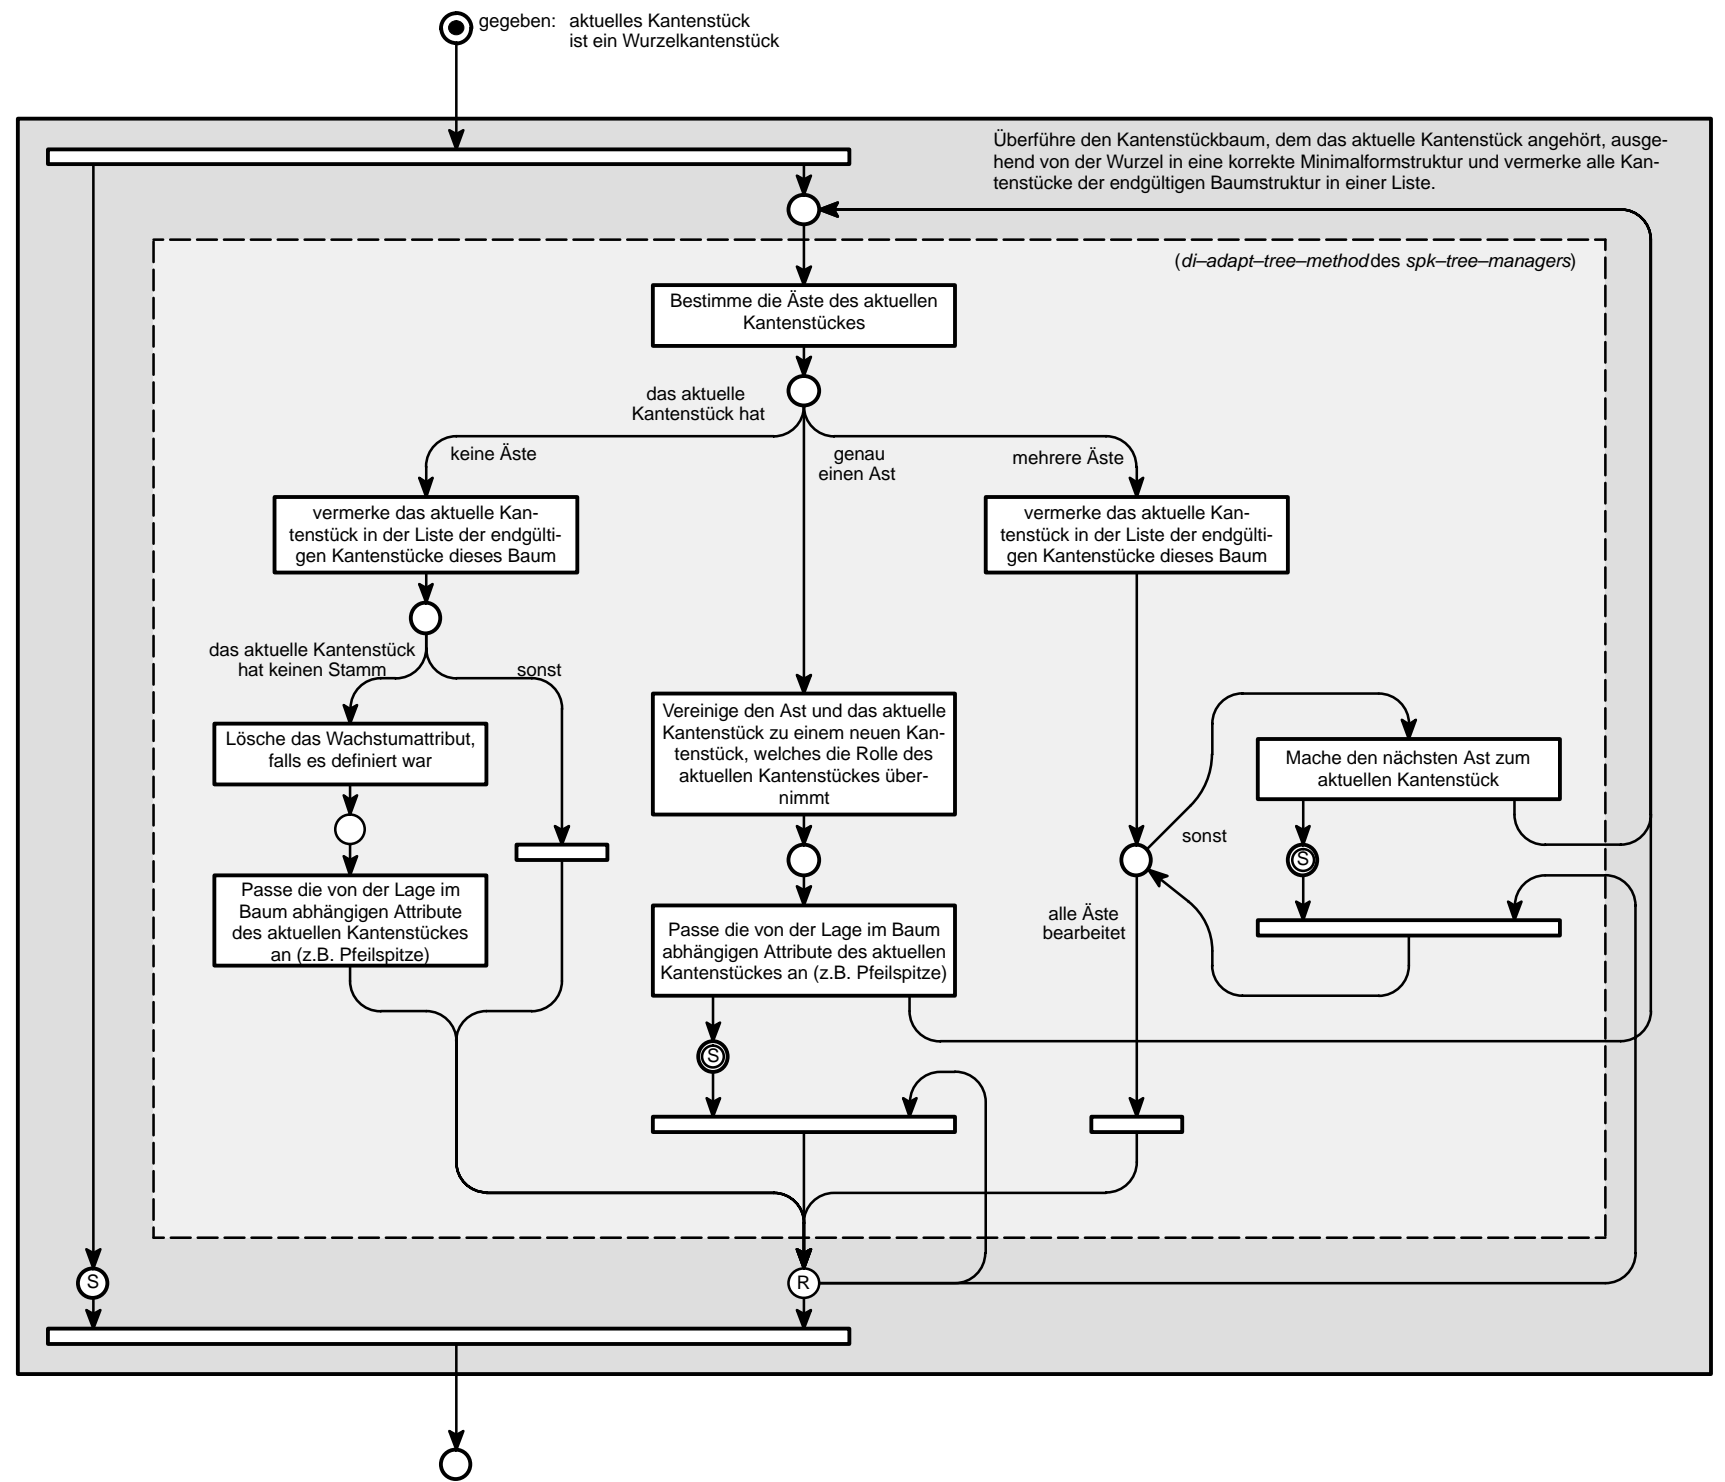 gegeben: aktuelles Kantenstück
ist ein Wurzelkantenstück
Überführe den Kantenstückbaum, dem das aktuelle Kantenstück angehört, ausge-
hend von der Wurzel in eine korrekte Minimalformstruktur und vermerke alle Kan-
tenstücke der endgültigen Baumstruktur in einer Liste.
(di–adapt–tree–method des spk–tree–managers)
Bestimme die Äste des aktuellen
Kantenstückes
das aktuelle
Kantenstück hat
keine Äste
genau
einen Ast
mehrere Äste
vermerke das aktuelle Kan-
tenstück in der Liste der endgülti-
gen Kantenstücke dieses Baum
vermerke das aktuelle Kan-
tenstück in der Liste der endgülti-
gen Kantenstücke dieses Baum
das aktuelle Kantenstück
hat keinen Stamm
sonst
Lösche das Wachstumattribut,
falls es definiert war
Vereinige den Ast und das aktuelle
Kantenstück zu einem neuen Kan-
tenstück, welches die Rolle des
aktuellen Kantenstückes über-
nimmt
Mache den nächsten Ast zum
aktuellen Kantenstück
sonst
S
Passe die von der Lage im
Baum abhängigen Attribute
des aktuellen Kantenstückes
an (z.B. Pfeilspitze)
Passe die von der Lage im Baum
abhängigen Attribute des aktuellen
Kantenstückes an (z.B. Pfeilspitze)
alle Äste
bearbeitet
S
S
R